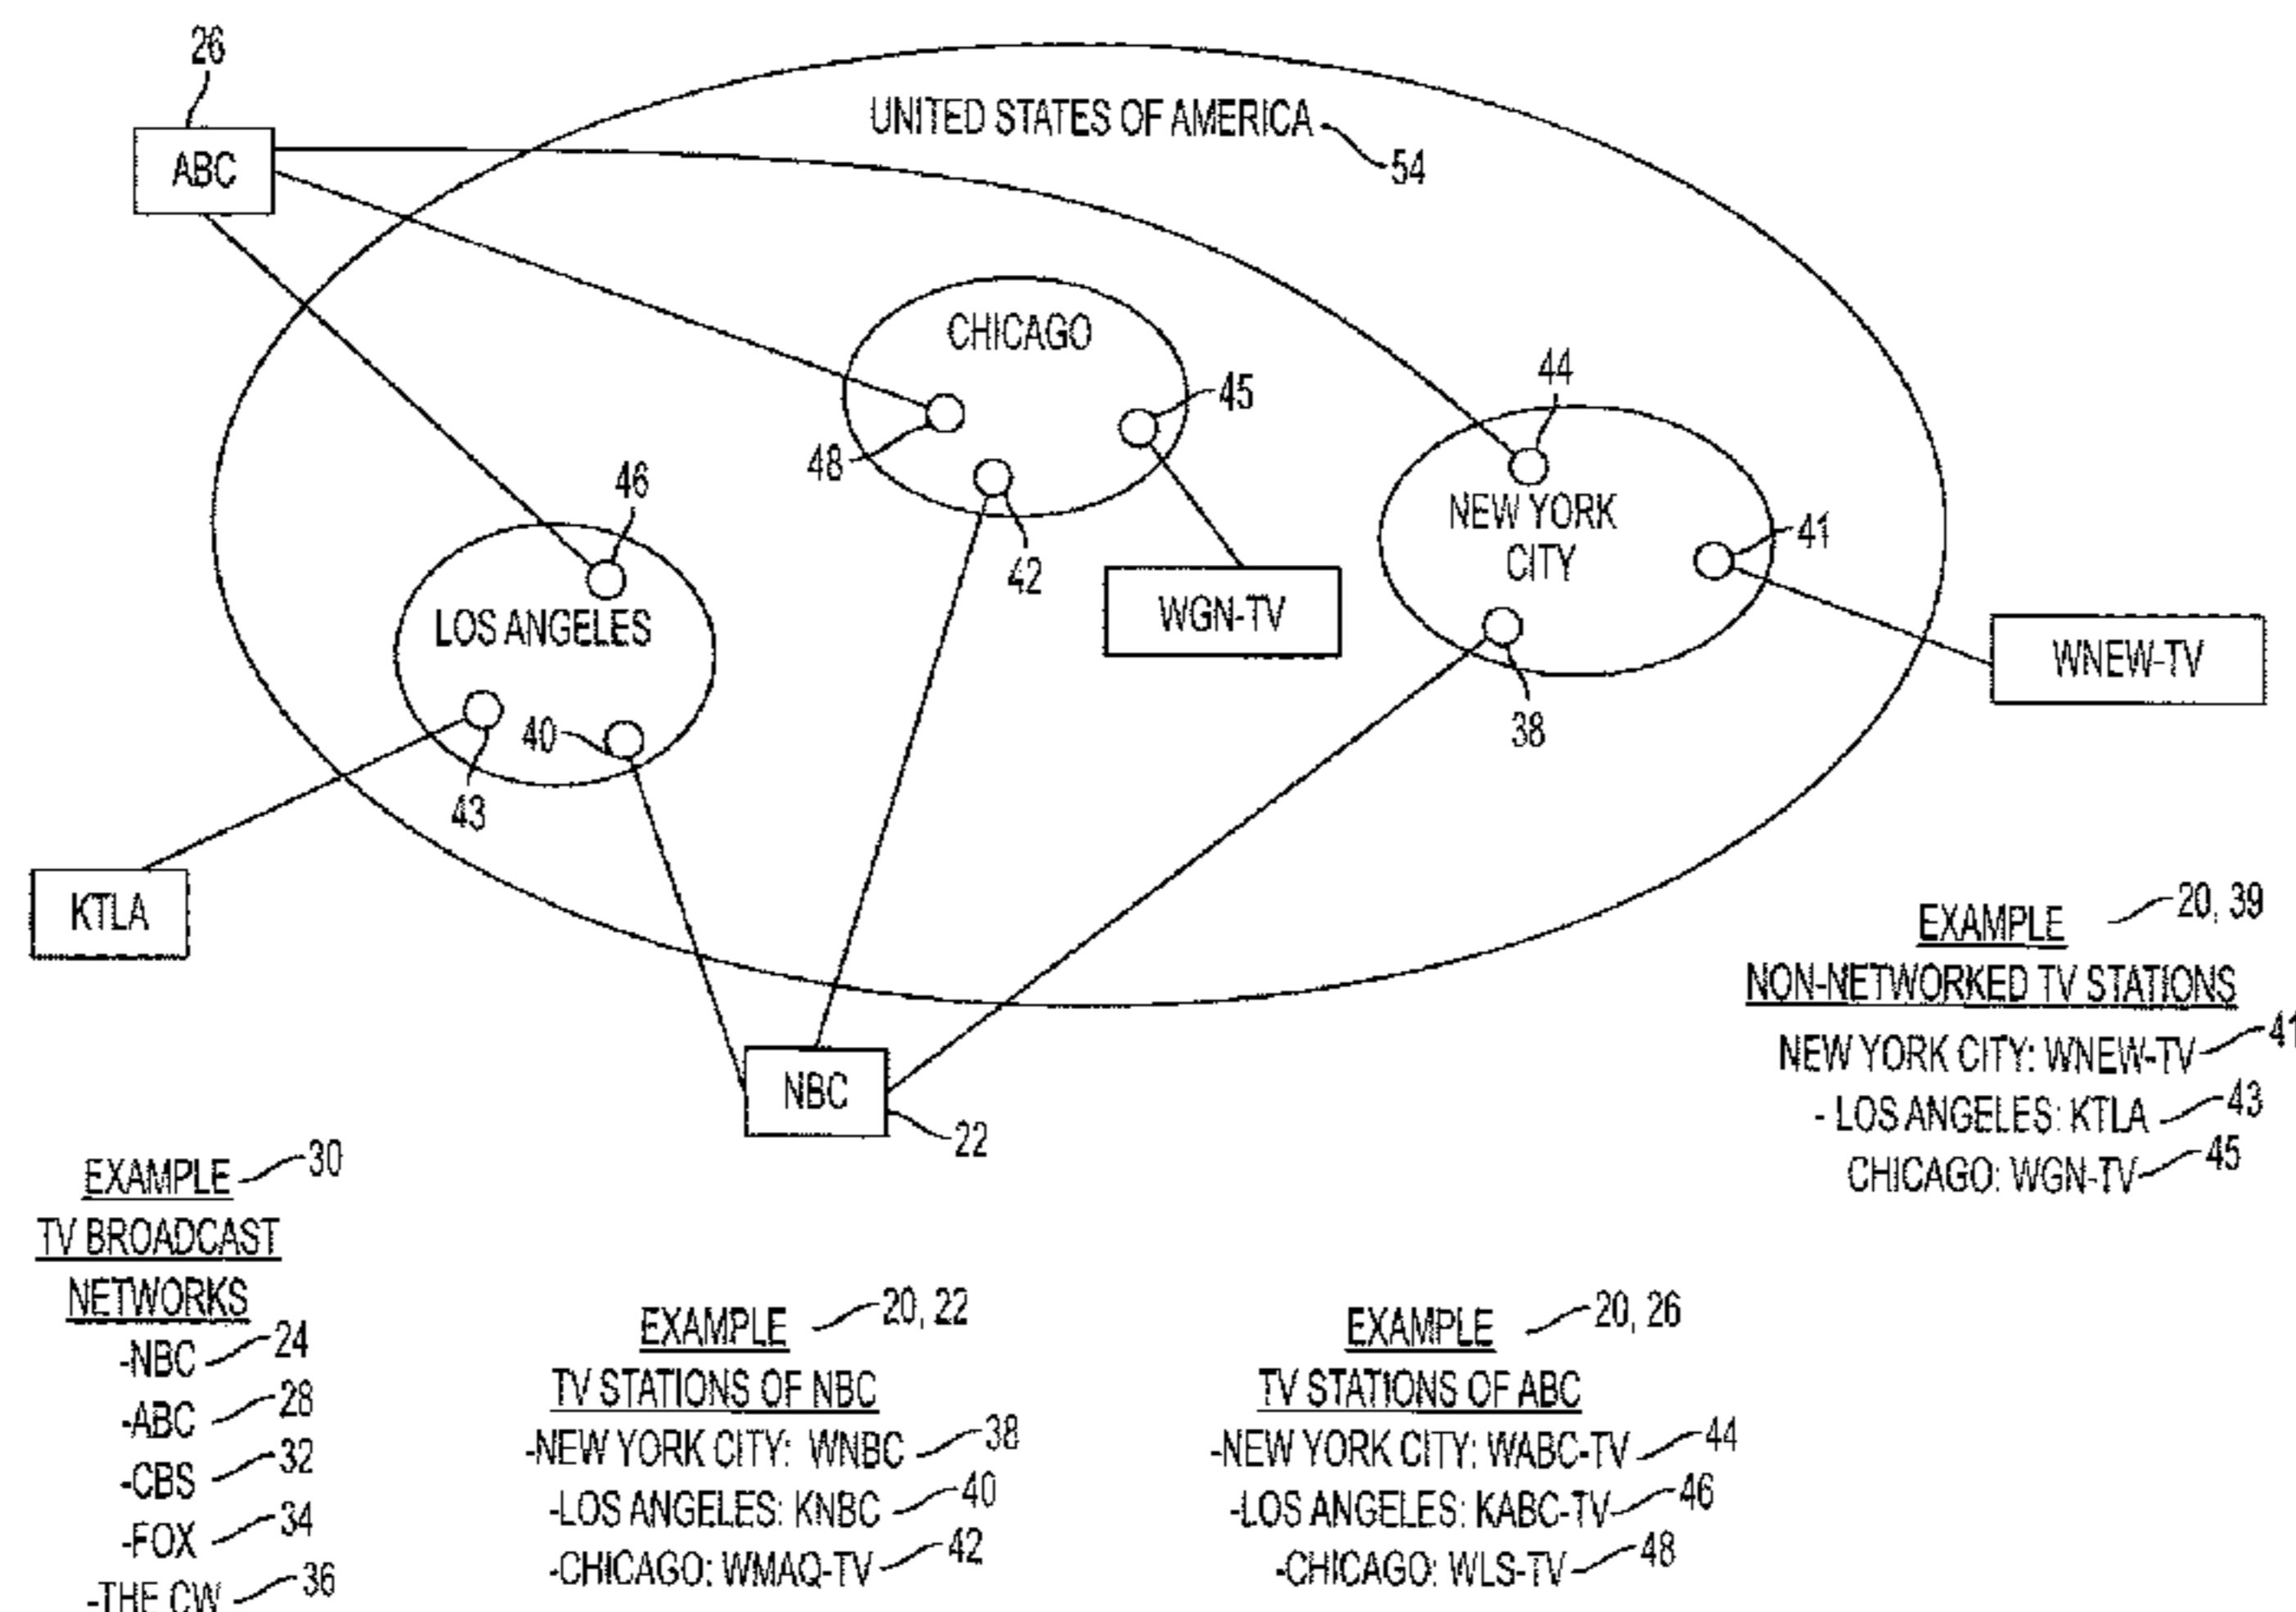 26
UNITED STATES OF AMERICA
54
ABC
CHICAGO
44
45
48
46
42
NEW YORK
CITY
41
LOS ANGELES
WGN-TV
WNEW-TV
38
40
43
KTLA
NBC
22
EXAMPLE 20, 39
NON-NETWORKED TV STATIONS
NEW YORK CITY: WNEW-TV 41
- LOS ANGELES: KTLA 43
CHICAGO: WGN-TV 45
EXAMPLE 30
TV BROADCAST
NETWORKS
-NBC 24
-ABC 28
-CBS 32
-FOX 34
-THE CW 36
EXAMPLE 20, 22
TV STATIONS OF NBC
-NEW YORK CITY: WNBC 38
-LOS ANGELES: KNBC 40
-CHICAGO: WMAQ-TV 42
EXAMPLE 20, 26
TV STATIONS OF ABC
-NEW YORK CITY: WABC-TV 44
-LOS ANGELES: KABC-TV 46
-CHICAGO: WLS-TV 48